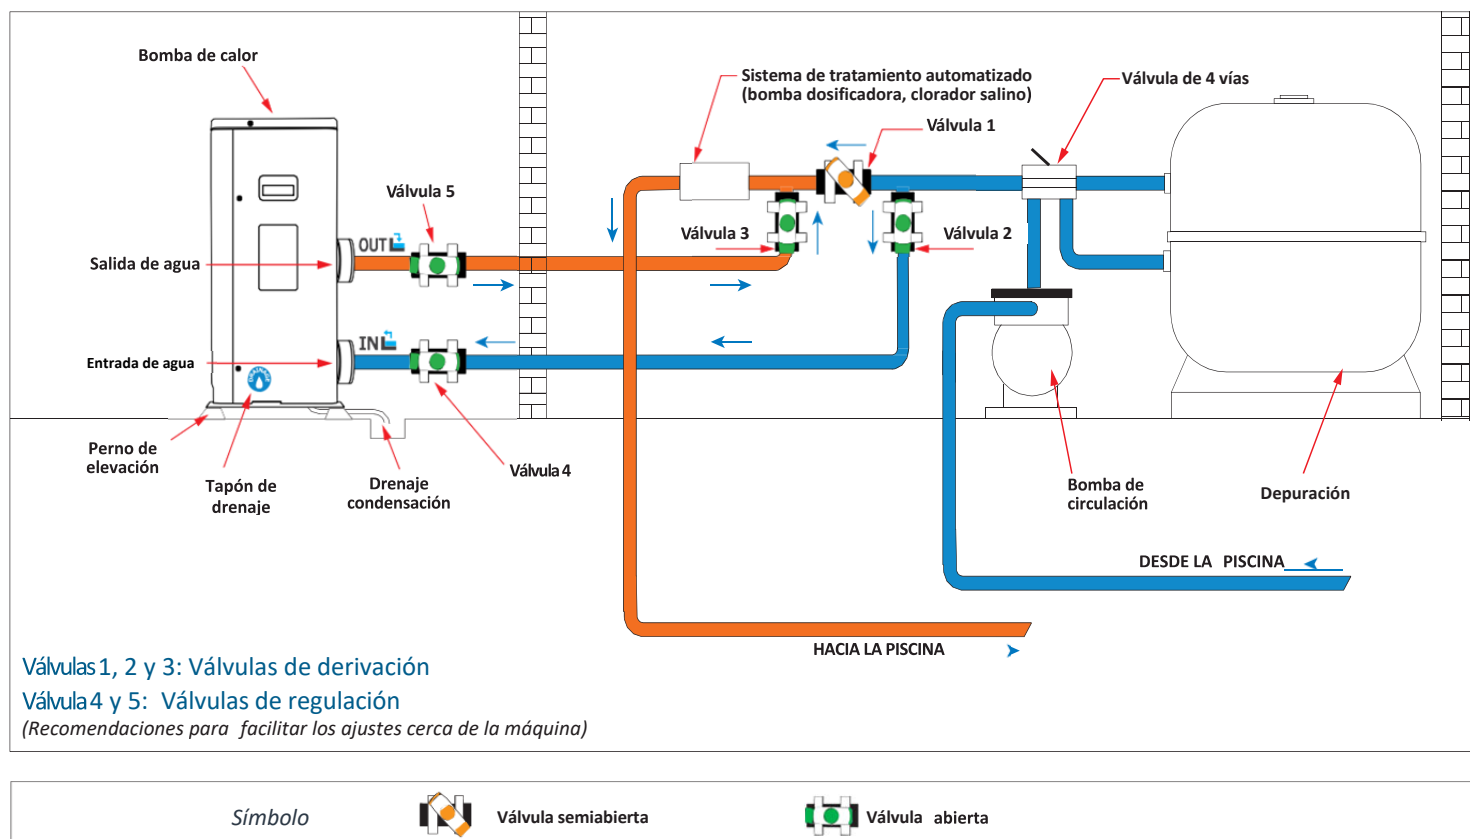 Bomba de calor
Sistema de tratamiento automatizado
(bomba dosificadora, clorador salino)
Válvula de 4 vías
Válvula 1
Válvula 5
Válvula 3
Válvula 2
OUT
Salida de agua
IN
Entrada de agua
Perno de
elevación
Tapón de
drenaje
Drenaje
condensación
Válvula 4
Bomba de
circulación
Depuración
DESDE LA PISCINA
HACIA LA PISCINA
Válvulas 1, 2 y 3: Válvulas de derivación
Válvula 4 y 5: Válvulas de regulación
(Recomendaciones para facilitar los ajustes cerca de la máquina)
Símbolo
Válvula semiabierta
Válvula abierta